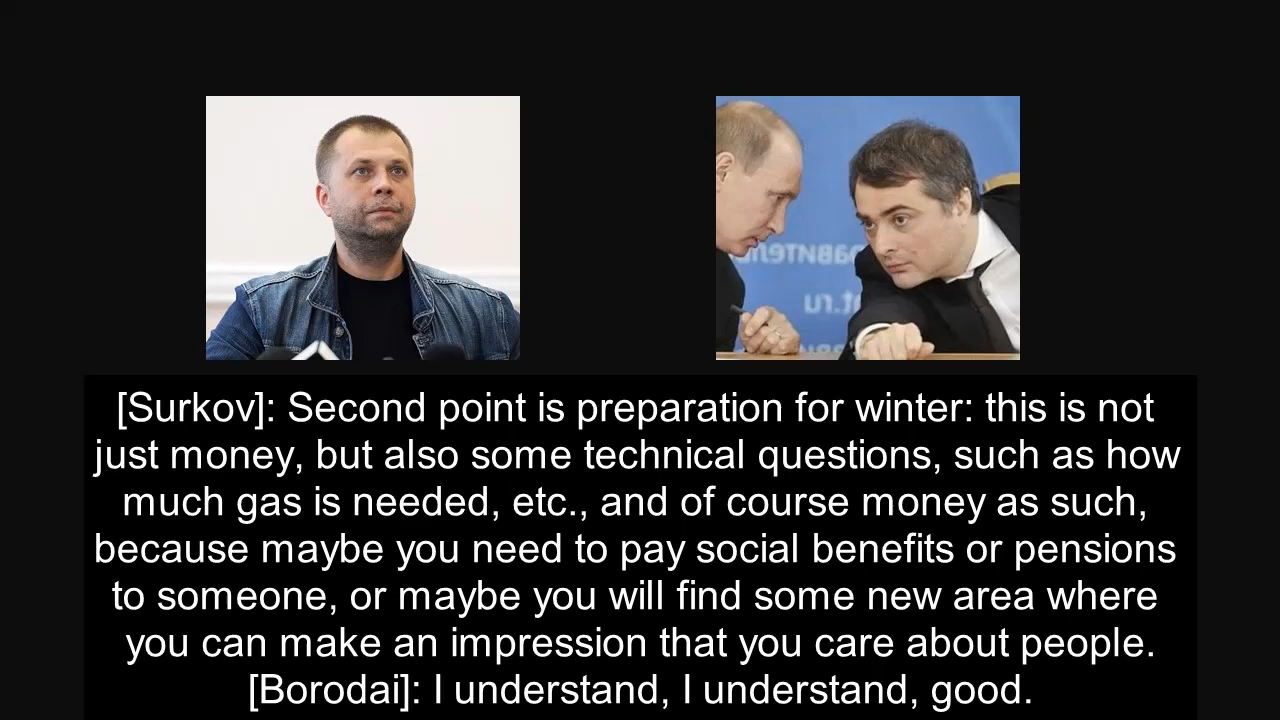 [Surkov]: Second point is preparation for winter: this is not
just money, but also some technical questions, such as how
much gas is needed, etc., and of course money as such,
because maybe you need to pay social benefits or pensions
to someone, or maybe you will find some new area where
you can make an impression that you care about people.
[Borodai]: I understand, I understand, good.